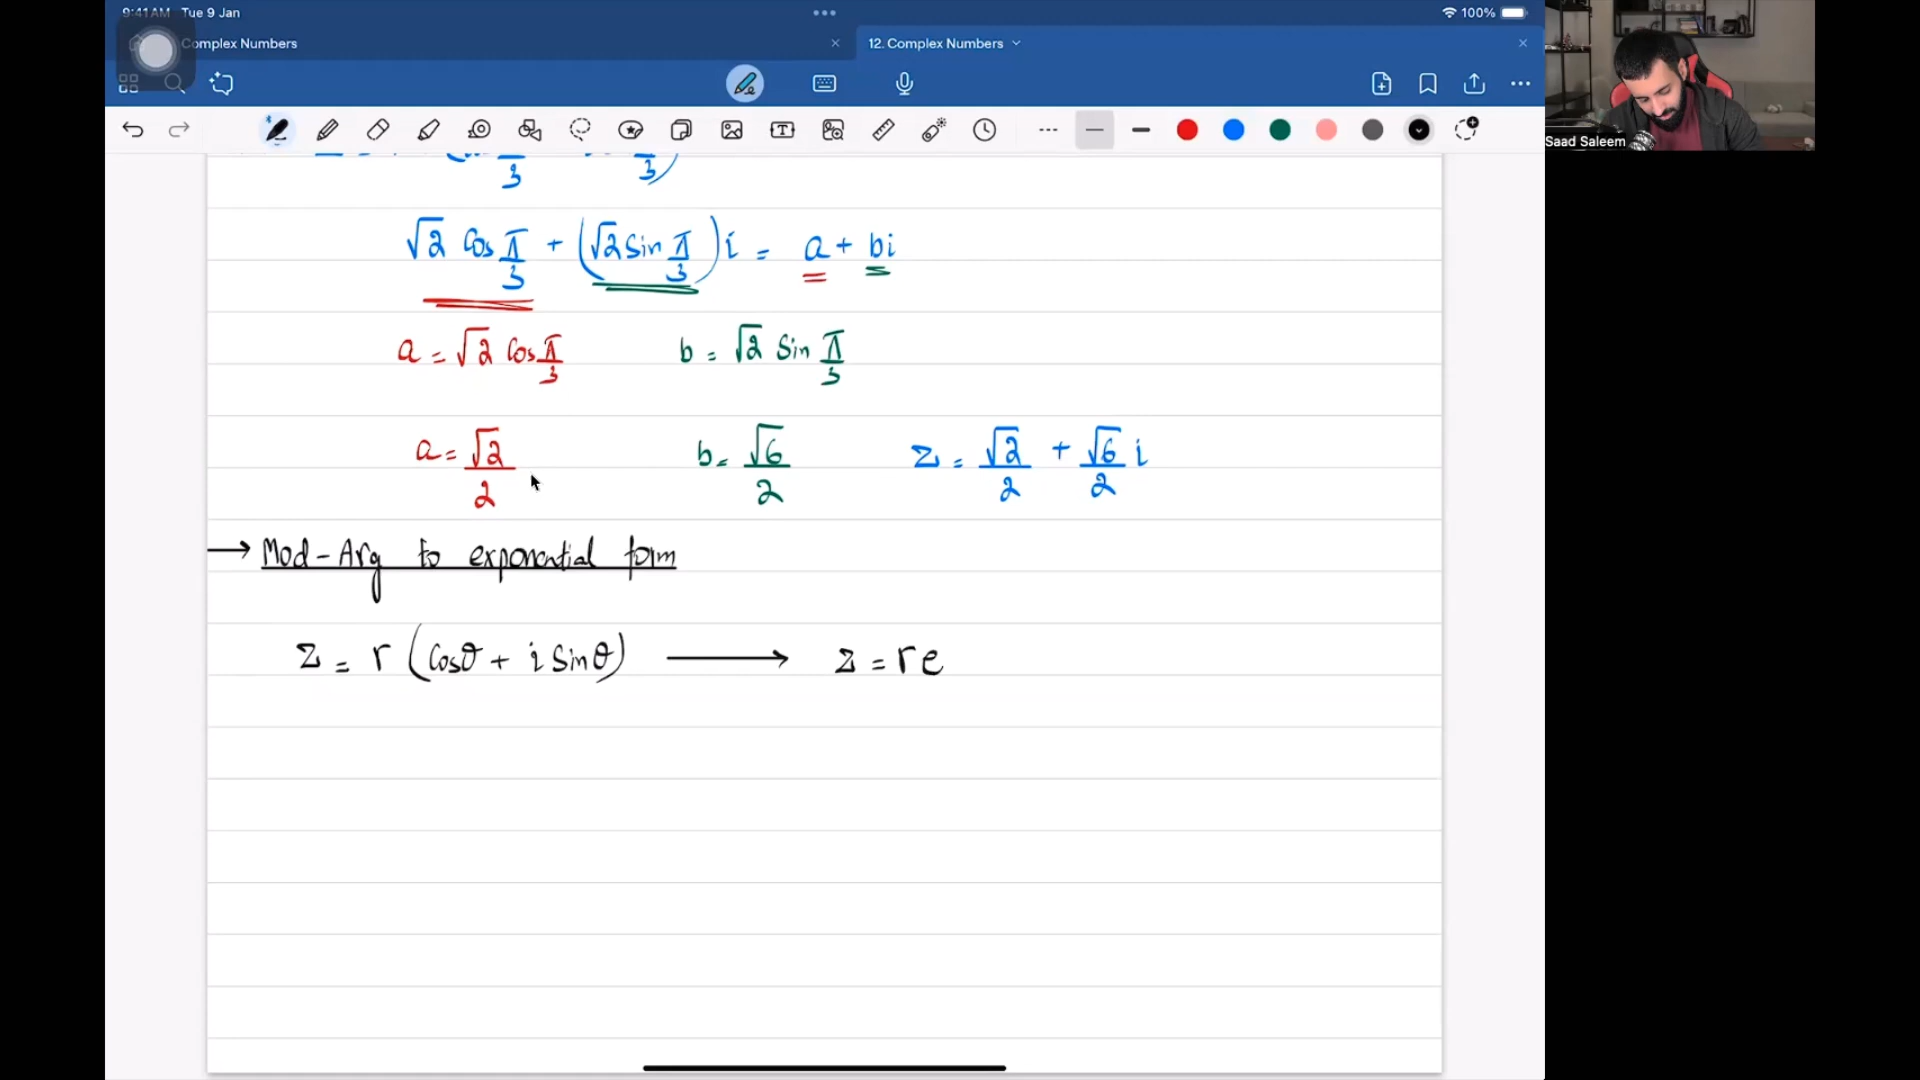 9:41 AM Tue 9 Jan
100%
Complex Numbers
12. Complex Numbers
Saad Saleem
π/3 π/3
√2 Cos π/3 + (√2 Sin π/3) i = a + bi
a = √2 Cos π/3 b = √2 Sin π/3
a = √2/2 b = √6/2 z = √2/2 + √6/2 i
→ Mod-Arg to exponential form
z = r (Cosθ + i Sinθ) ⟶ z = re